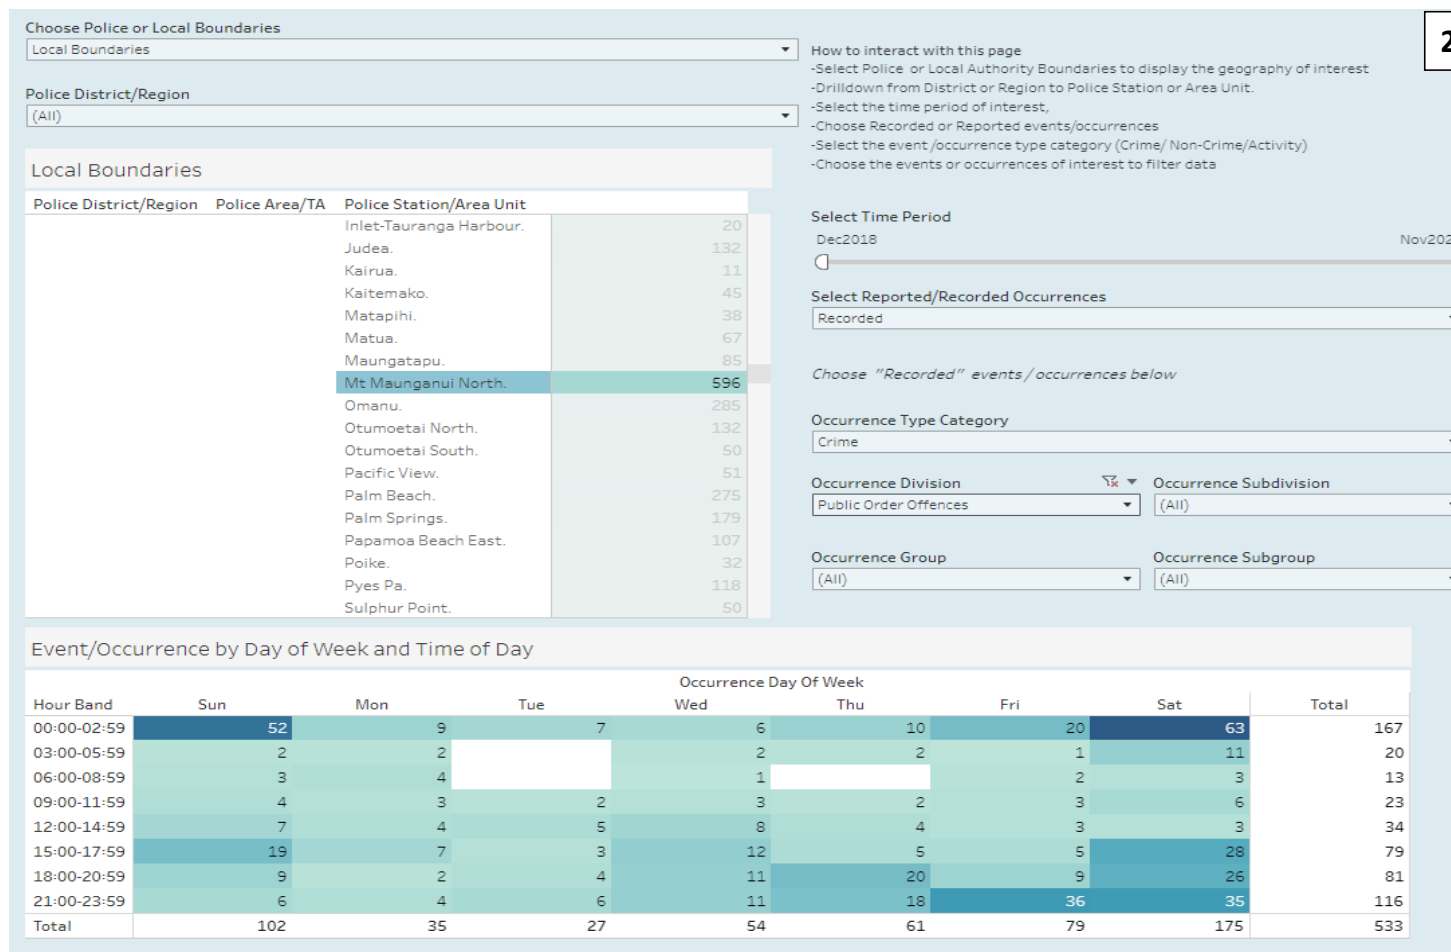 2
Choose Police or Local Boundaries
Local Boundaries
Police District/Region
(All)
How to interact with this page
-Select Police or Local Authority Boundaries to display the geography of interest
-Drilldown from District or Region to Police Station or Area Unit.
-Select the time period of interest,
-Choose Recorded or Reported events/occurrences
-Select the event /occurrence type category (Crime/ Non-Crime/Activity)
-Choose the events or occurrences of interest to filter data
Local Boundaries
Police District/Region Police Area/TA Police Station/Area Unit
Inlet-Tauranga Harbour. 20
Judea. 132
Kairua. 11
Kaitemako. 45
Matapihi. 38
Matua. 67
Maungatapu. 85
Mt Maunganui North. 596
Omanu. 285
Otumoetai North. 132
Otumoetai South. 50
Pacific View. 51
Palm Beach. 275
Palm Springs. 179
Papamoa Beach East. 107
Poike. 32
Pyes Pa. 118
Sulphur Point. 50
Select Time Period
Dec2018 Nov202
Select Reported/Recorded Occurrences
Recorded
Choose "Recorded" events / occurrences below
Occurrence Type Category
Crime
Occurrence Division Occurrence Subdivision
Public Order Offences (All)
Occurrence Group Occurrence Subgroup
(All) (All)
Event/Occurrence by Day of Week and Time of Day
Occurrence Day Of Week
Hour Band Sun Mon Tue Wed Thu Fri Sat Total
00:00-02:59 52 9 7 6 10 20 63 167
03:00-05:59 2 2 2 2 1 11 20
06:00-08:59 3 4 1 2 3 13
09:00-11:59 4 3 2 3 2 3 6 23
12:00-14:59 7 4 5 8 4 3 3 34
15:00-17:59 19 7 3 12 5 5 28 79
18:00-20:59 9 2 4 11 20 9 26 81
21:00-23:59 6 4 6 11 18 36 35 116
Total 102 35 27 54 61 79 175 533